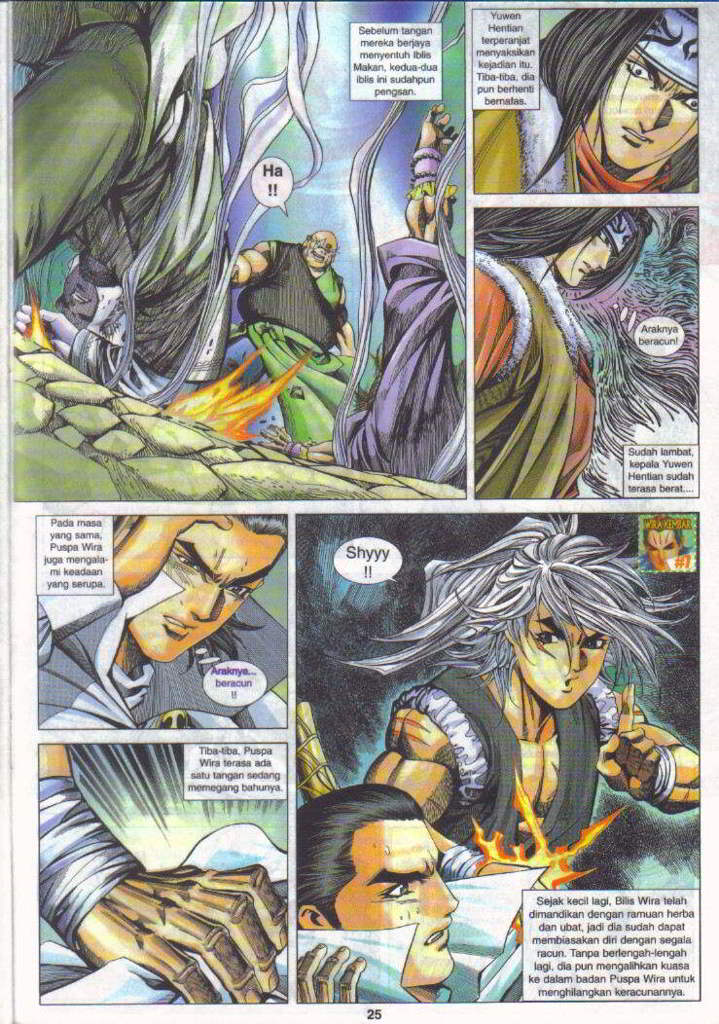 Sebelum tangan
mereka berjaya
menyentuh Iblis
Makan, kedua-dua
iblis ini sudahpun
pengsan.
Ha
!!
Yuwen
Hentian
terperanjat
menyaksikan
kejadian itu.
Tiba-tiba, dia
pun berhenti
bernafas.
Araknya
beracun!
Sudah lambat,
kepala Yuwen
Hentian sudah
terasa berat....
Pada masa
yang sama,
Puspa Wira
juga mengala-
mi keadaan
yang serupa.
Araknya...
beracun
!!
Shyyy
!!
WIRA KEMBAR
#1
Tiba-tiba, Puspa
Wira terasa ada
satu tangan sedang
memegang bahunya.
Sejak kecil lagi, Bilis Wira telah
dimandikan dengan ramuan herba
dan ubat, jadi dia sudah dapat
membiasakan diri dengan segala
racun. Tanpa berlengah-lengah
lagi, dia pun mengalihkan kuasa
ke dalam badan Puspa Wira untuk
menghilangkan keracunannya.
25